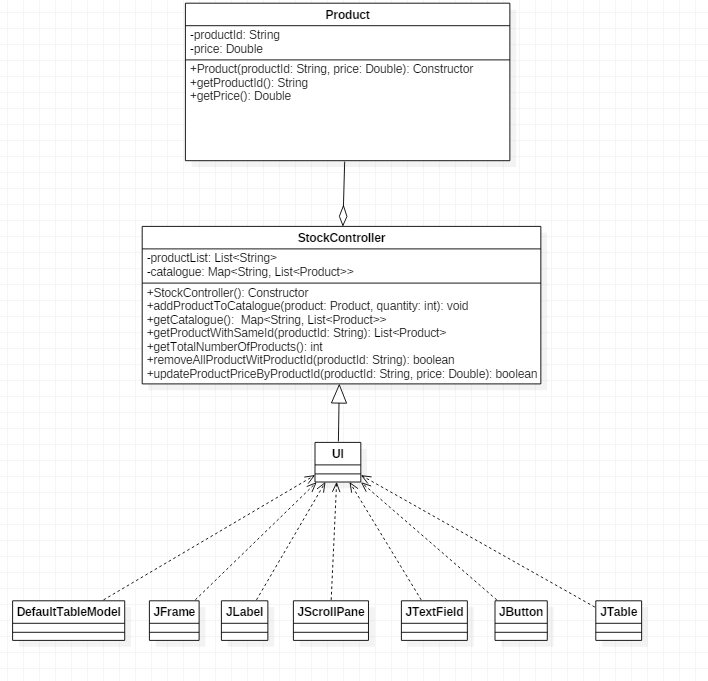 Product
-productId: String
-price: Double
+Product(productId: String, price: Double): Constructor
+getProductId(): String
+getPrice(): Double
StockController
-productList: List<String>
-catalogue: Map<String, List<Product>>
+StockController(): Constructor
+addProductToCatalogue(product: Product, quantity: int): void
+getCatalogue():  Map<String, List<Product>>
+getProductWithSameId(productId: String): List<Product>
+getTotalNumberOfProducts(): int
+removeAllProductWitProductId(productId: String): boolean
+updateProductPriceByProductId(productId: String, price: Double): boolean
UI
DefaultTableModel
JFrame
JLabel
JScrollPane
JTextField
JButton
JTable